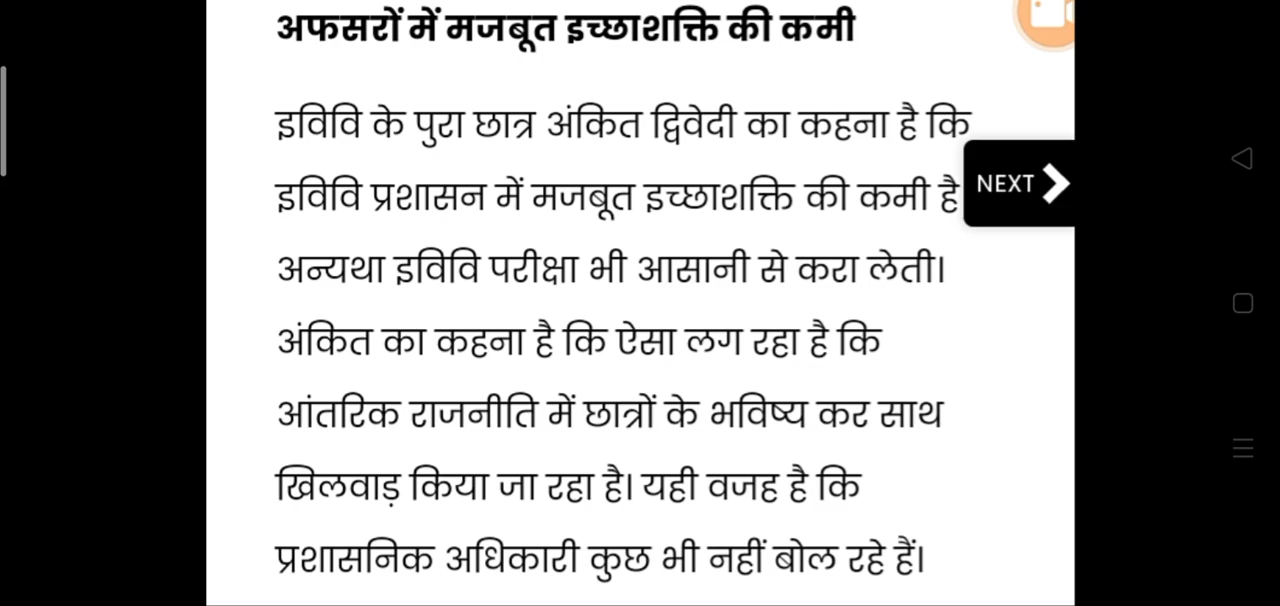 अफसरों में मजबूत इच्छाशक्ति की कमी
इविवि के पुरा छात्र अंकित द्विवेदी का कहना है कि
इविवि प्रशासन में मजबूत इच्छाशक्ति की कमी है
NEXT
अन्यथा इविवि परीक्षा भी आसानी से करा लेती।
अंकित का कहना है कि ऐसा लग रहा है कि
आंतरिक राजनीति में छात्रों के भविष्य कर साथ
खिलवाड़ किया जा रहा है। यही वजह है कि
प्रशासनिक अधिकारी कुछ भी नहीं बोल रहे हैं।